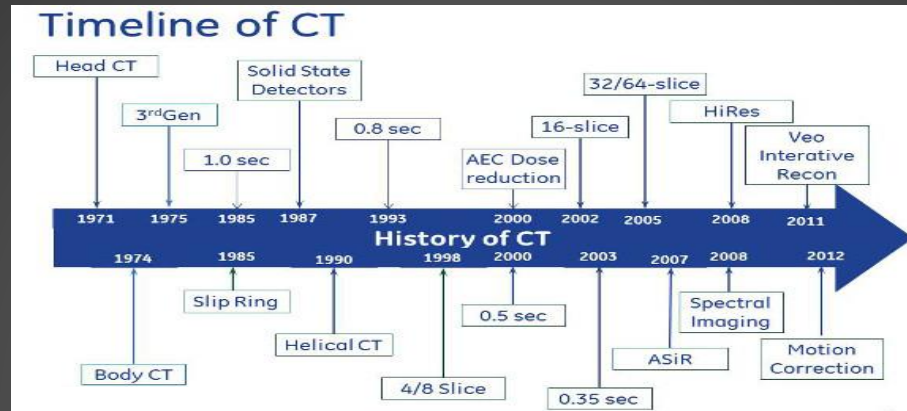 Timeline of CT
Head CT
3rdGen
1.0 sec
Solid State
Detectors
0.8 sec
AEC Dose
reduction
16-slice
32/64-slice
HiRes
Veo
Interative
Recon
1971 1975 1985 1987 1993 2000 2002 2005 2008 2011
History of CT
1974 1985 1990 1998 2000 2003 2007 2008 2012
Body CT
Slip Ring
Helical CT
4/8 Slice
0.5 sec
0.35 sec
ASiR
Spectral
Imaging
Motion
Correction